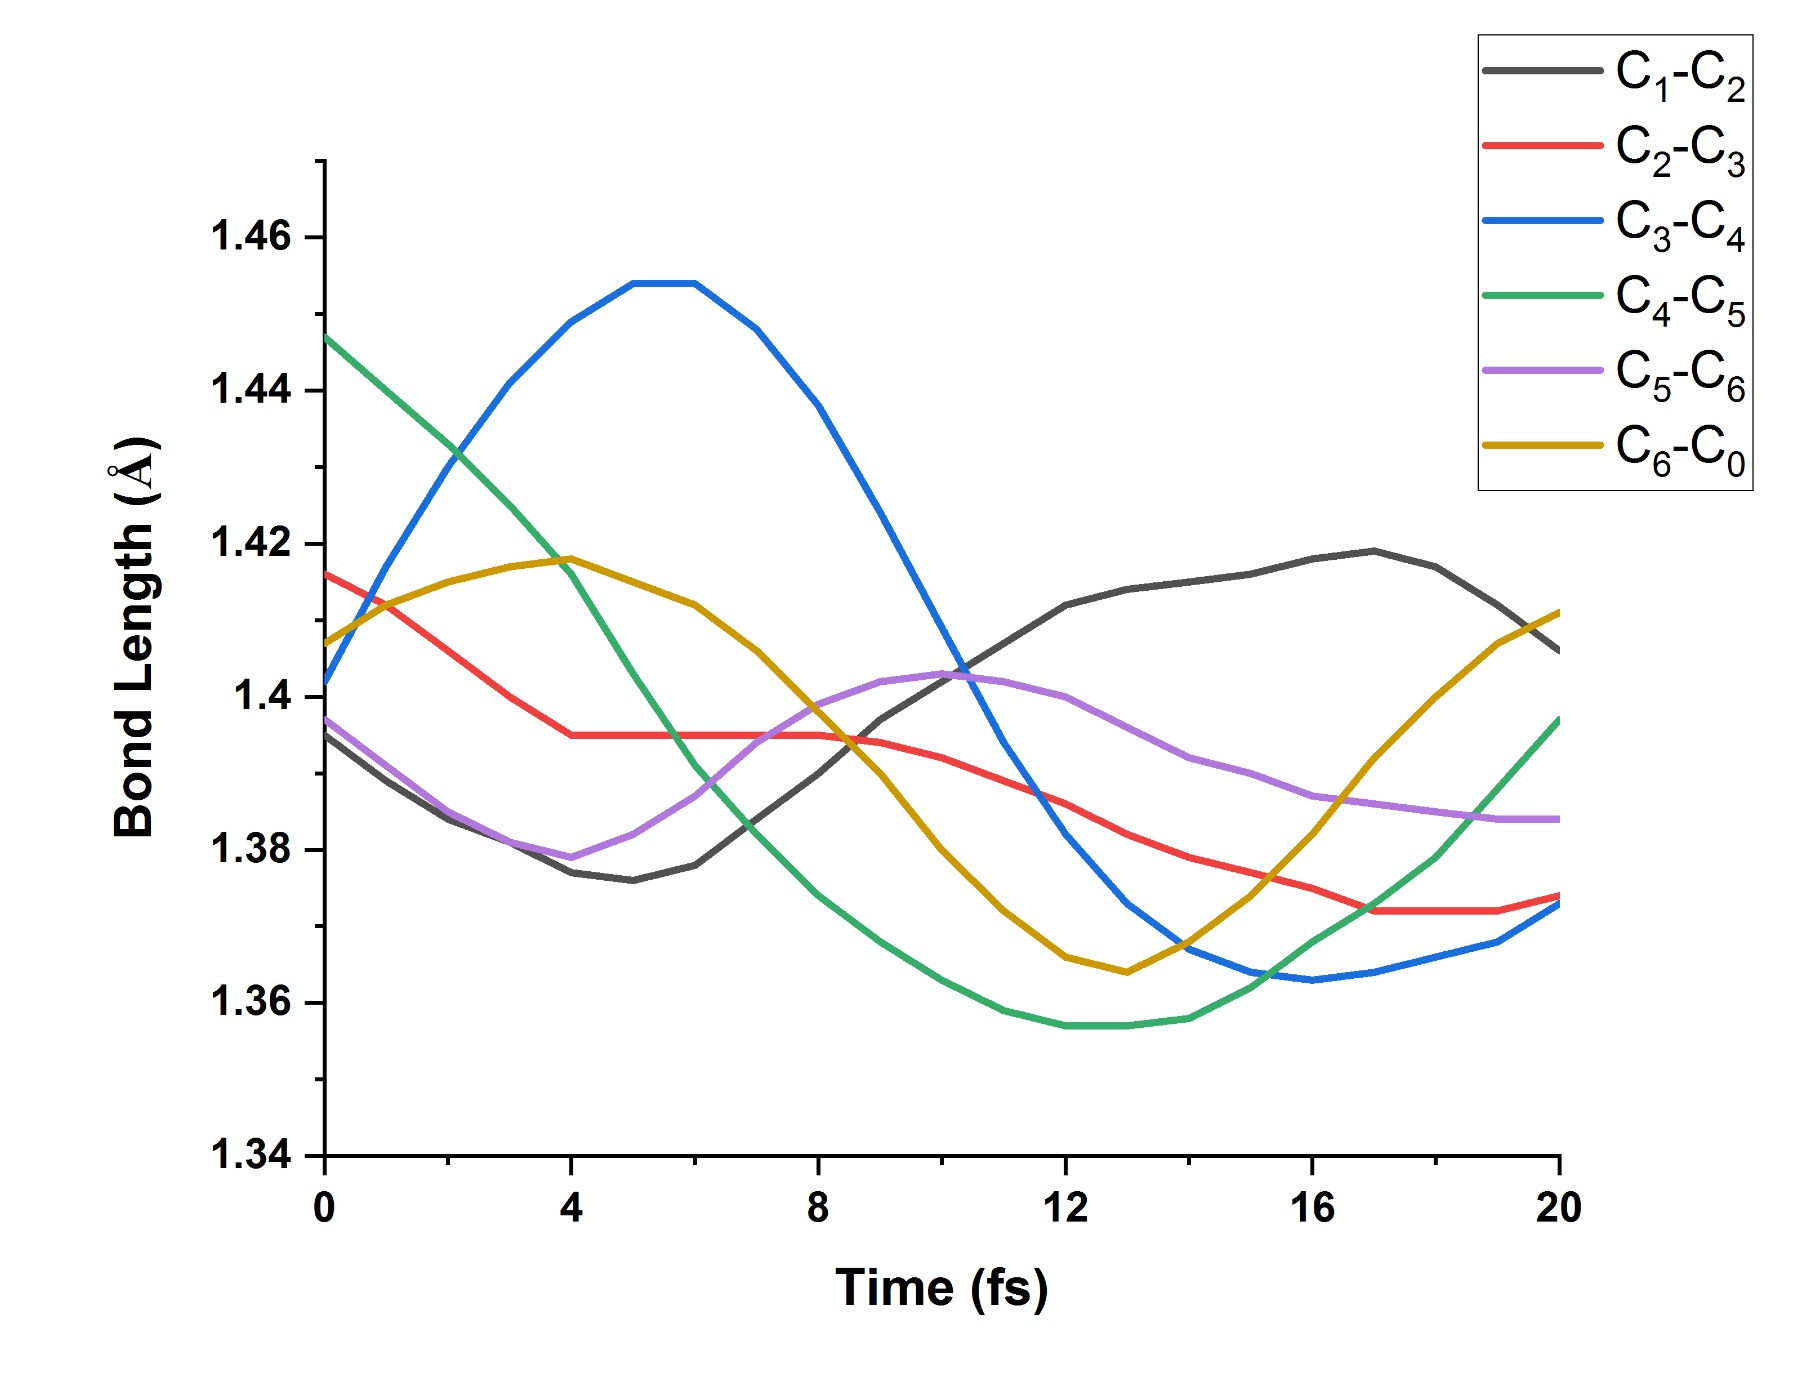 C₁-C₂
C₂-C₃
C₃-C₄
C₄-C₅
C₅-C₆
C₆-C₀
1.46
1.44
1.42
1.4
1.38
1.36
1.34
Bond Length (Å)
0 4 8 12 16 20
Time (fs)